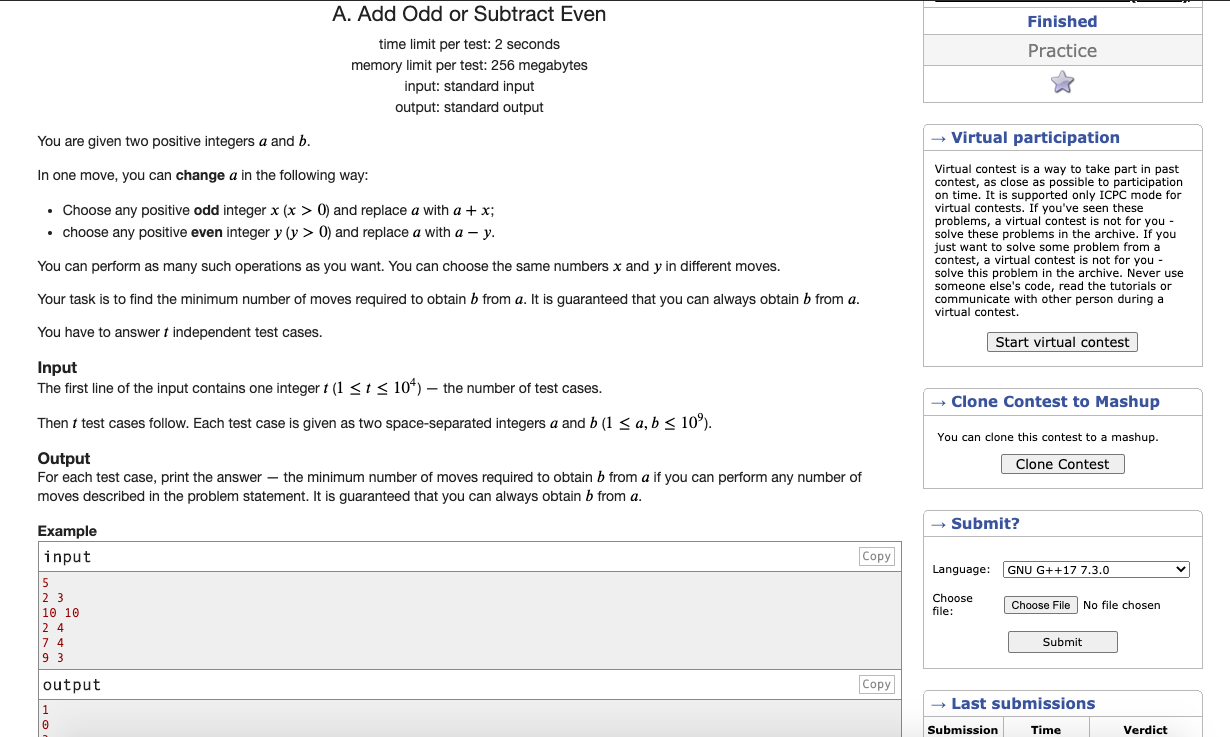 A. Add Odd or Subtract Even
time limit per test: 2 seconds
memory limit per test: 256 megabytes
input: standard input
output: standard output
You are given two positive integers a and b.
In one move, you can change a in the following way:
• Choose any positive odd integer x (x > 0) and replace a with a + x;
• choose any positive even integer y (y > 0) and replace a with a − y.
You can perform as many such operations as you want. You can choose the same numbers x and y in different moves.
Your task is to find the minimum number of moves required to obtain b from a. It is guaranteed that you can always obtain b from a.
You have to answer t independent test cases.
Input
The first line of the input contains one integer t (1 ≤ t ≤ 10⁴) — the number of test cases.
Then t test cases follow. Each test case is given as two space-separated integers a and b (1 ≤ a, b ≤ 10⁹).
Output
For each test case, print the answer — the minimum number of moves required to obtain b from a if you can perform any number of
moves described in the problem statement. It is guaranteed that you can always obtain b from a.
Example
input
Copy
5
2 3
10 10
2 4
7 4
9 3
output
Copy
1
0
Finished
Practice
→ Virtual participation
Virtual contest is a way to take part in past
contest, as close as possible to participation
on time. It is supported only ICPC mode for
virtual contests. If you've seen these
problems, a virtual contest is not for you -
solve these problems in the archive. If you
just want to solve some problem from a
contest, a virtual contest is not for you -
solve this problem in the archive. Never use
someone else's code, read the tutorials or
communicate with other person during a
virtual contest.
Start virtual contest
→ Clone Contest to Mashup
You can clone this contest to a mashup.
Clone Contest
→ Submit?
Language: GNU G++17 7.3.0
Choose
file:
Choose File No file chosen
Submit
→ Last submissions
Submission Time Verdict